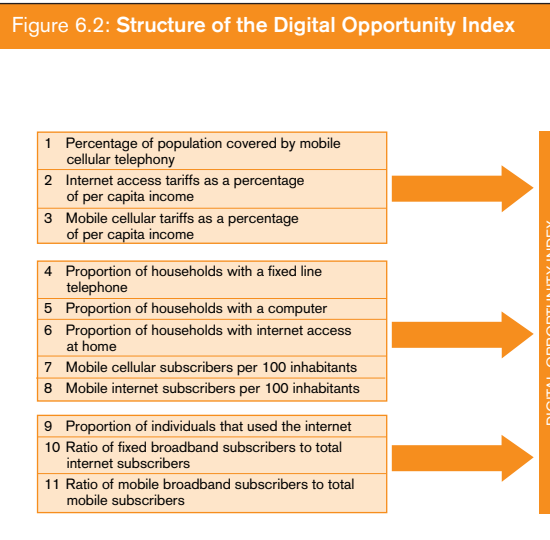 Figure 6.2: Structure of the Digital Opportunity Index
1 Percentage of population covered by mobile
cellular telephony
2 Internet access tariffs as a percentage
of per capita income
3 Mobile cellular tariffs as a percentage
of per capita income
4 Proportion of households with a fixed line
telephone
5 Proportion of households with a computer
6 Proportion of households with internet access
at home
7 Mobile cellular subscribers per 100 inhabitants
8 Mobile internet subscribers per 100 inhabitants
9 Proportion of individuals that used the internet
10 Ratio of fixed broadband subscribers to total
internet subscribers
11 Ratio of mobile broadband subscribers to total
mobile subscribers
DIGITAL OPPORTUNITY INDEX